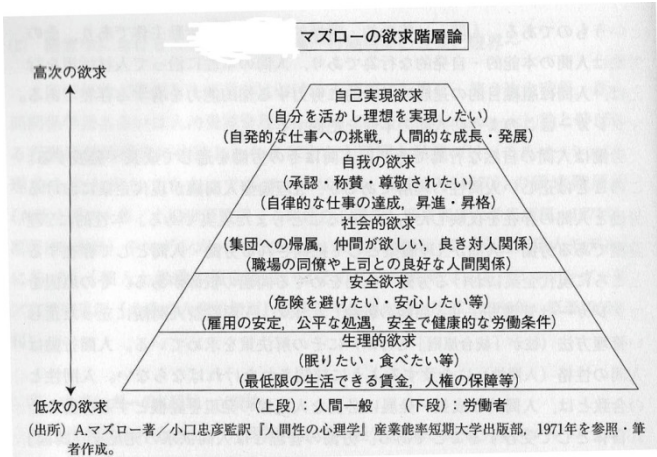 マズローの欲求階層論
高次の欲求
自己実現欲求
(自分を活かし理想を実現したい)
(自発的な仕事への挑戦,人間的な成長・発展)
自我の欲求
(承認・称賛・尊敬されたい)
(自律的な仕事の達成,昇進・昇格)
社会的欲求
(集団への帰属,仲間が欲しい,良き対人関係)
(職場の同僚・上司との良好な人間関係)
安全欲求
(危険を避けたい・安心したい等)
(雇用の安定,公平な処遇,安全で健康的な労働条件)
生理的欲求
(眠りたい・食べたい等)
(最低限の生活できる賃金,人権の保障等)
低次の欲求
(上段):人間一般 (下段):労働者
(出所)A.マズロー著/小口忠彦監訳『人間性の心理学』産業能率短期大学出版部,1971年を参照・筆
者作成。